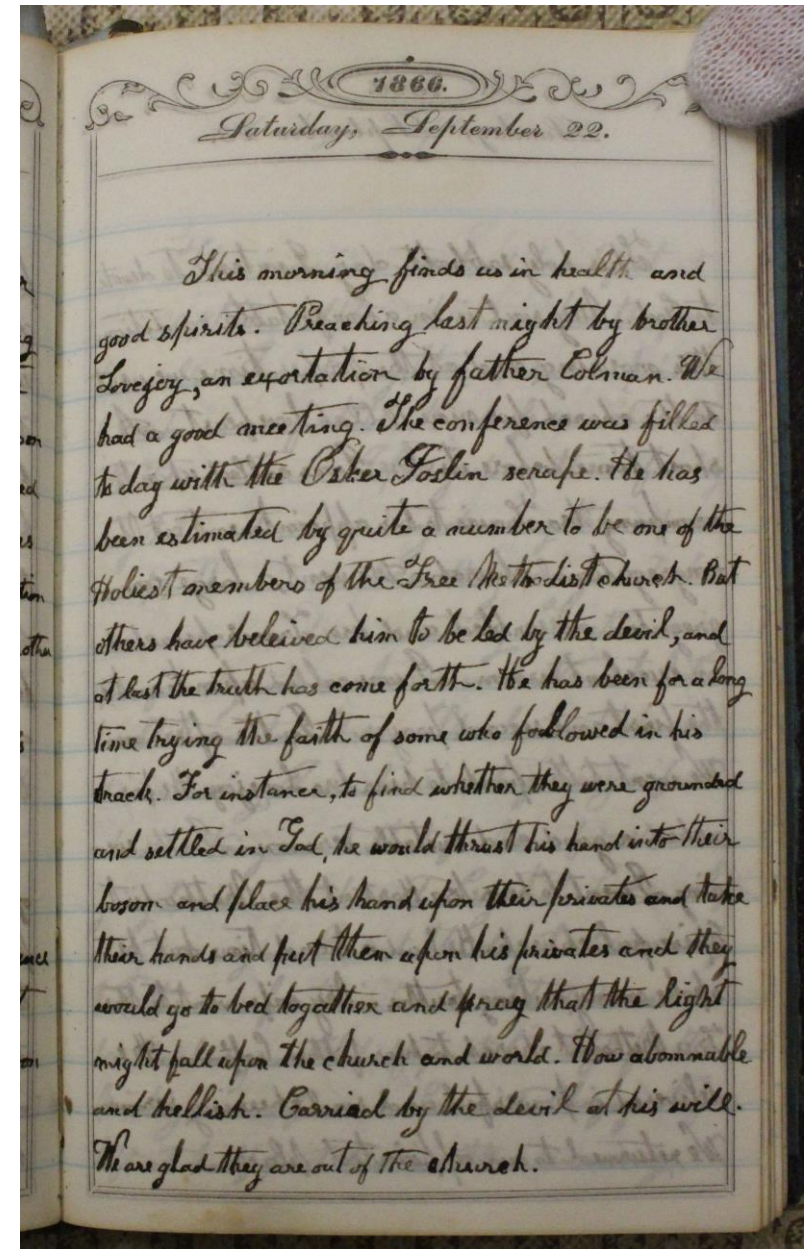 1866.
Saturday, September 22.
This morning finds us in health and
good spirits. Preaching last night by brother
Lovejoy, an exortation by father Colman. We
had a good meeting. The conference was filled
to day with the Osker Joslin scrape. He has
been estimated by quite a number to be one of the
Holiest members of the Free Methodist church. But
others have beleived him to be led by the devil, and
at last the truth has come forth. He has been for a long
time trying the faith of some who followed in his
track. For instance, to find whether they were grounded
and settled in God, he would thrust his hand into their
bosom and place his hand upon their privates and take
their hands and put them upon his privates and they
would go to bed togather and pray that the light
might fall upon the church and world. How abomnable
and hellish. Carried by the devil at his will.
We are glad they are out of the church.